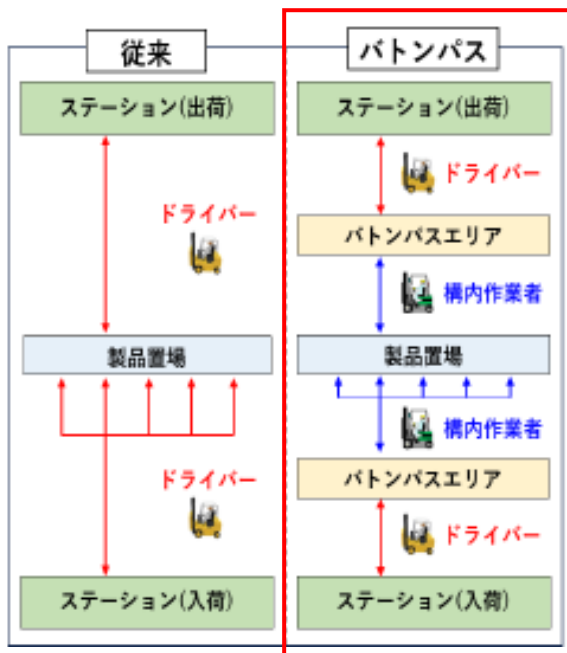 従来
ステーション(出荷)
ドライバー
製品置場
ドライバー
ステーション(入荷)
バトンパス
ステーション(出荷)
ドライバー
バトンパスエリア
構内作業者
製品置場
構内作業者
バトンパスエリア
ドライバー
ステーション(入荷)